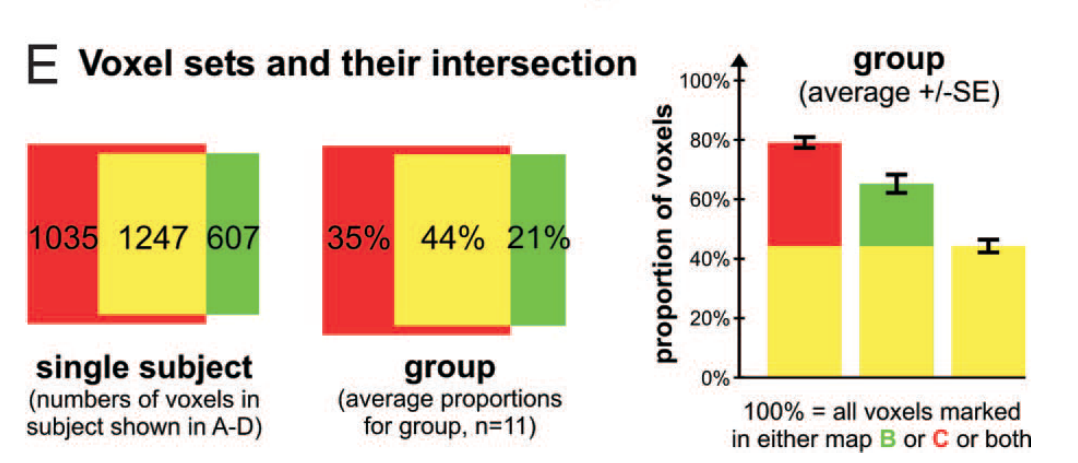 E Voxel sets and their intersection
1035 1247 607
single subject
(numbers of voxels in
subject shown in A-D)
35% 44% 21%
group
(average proportions
for group, n=11)
group
(average +/-SE)
proportion of voxels
100%
80%
60%
40%
20%
0%
100% = all voxels marked
in either map B or C or both